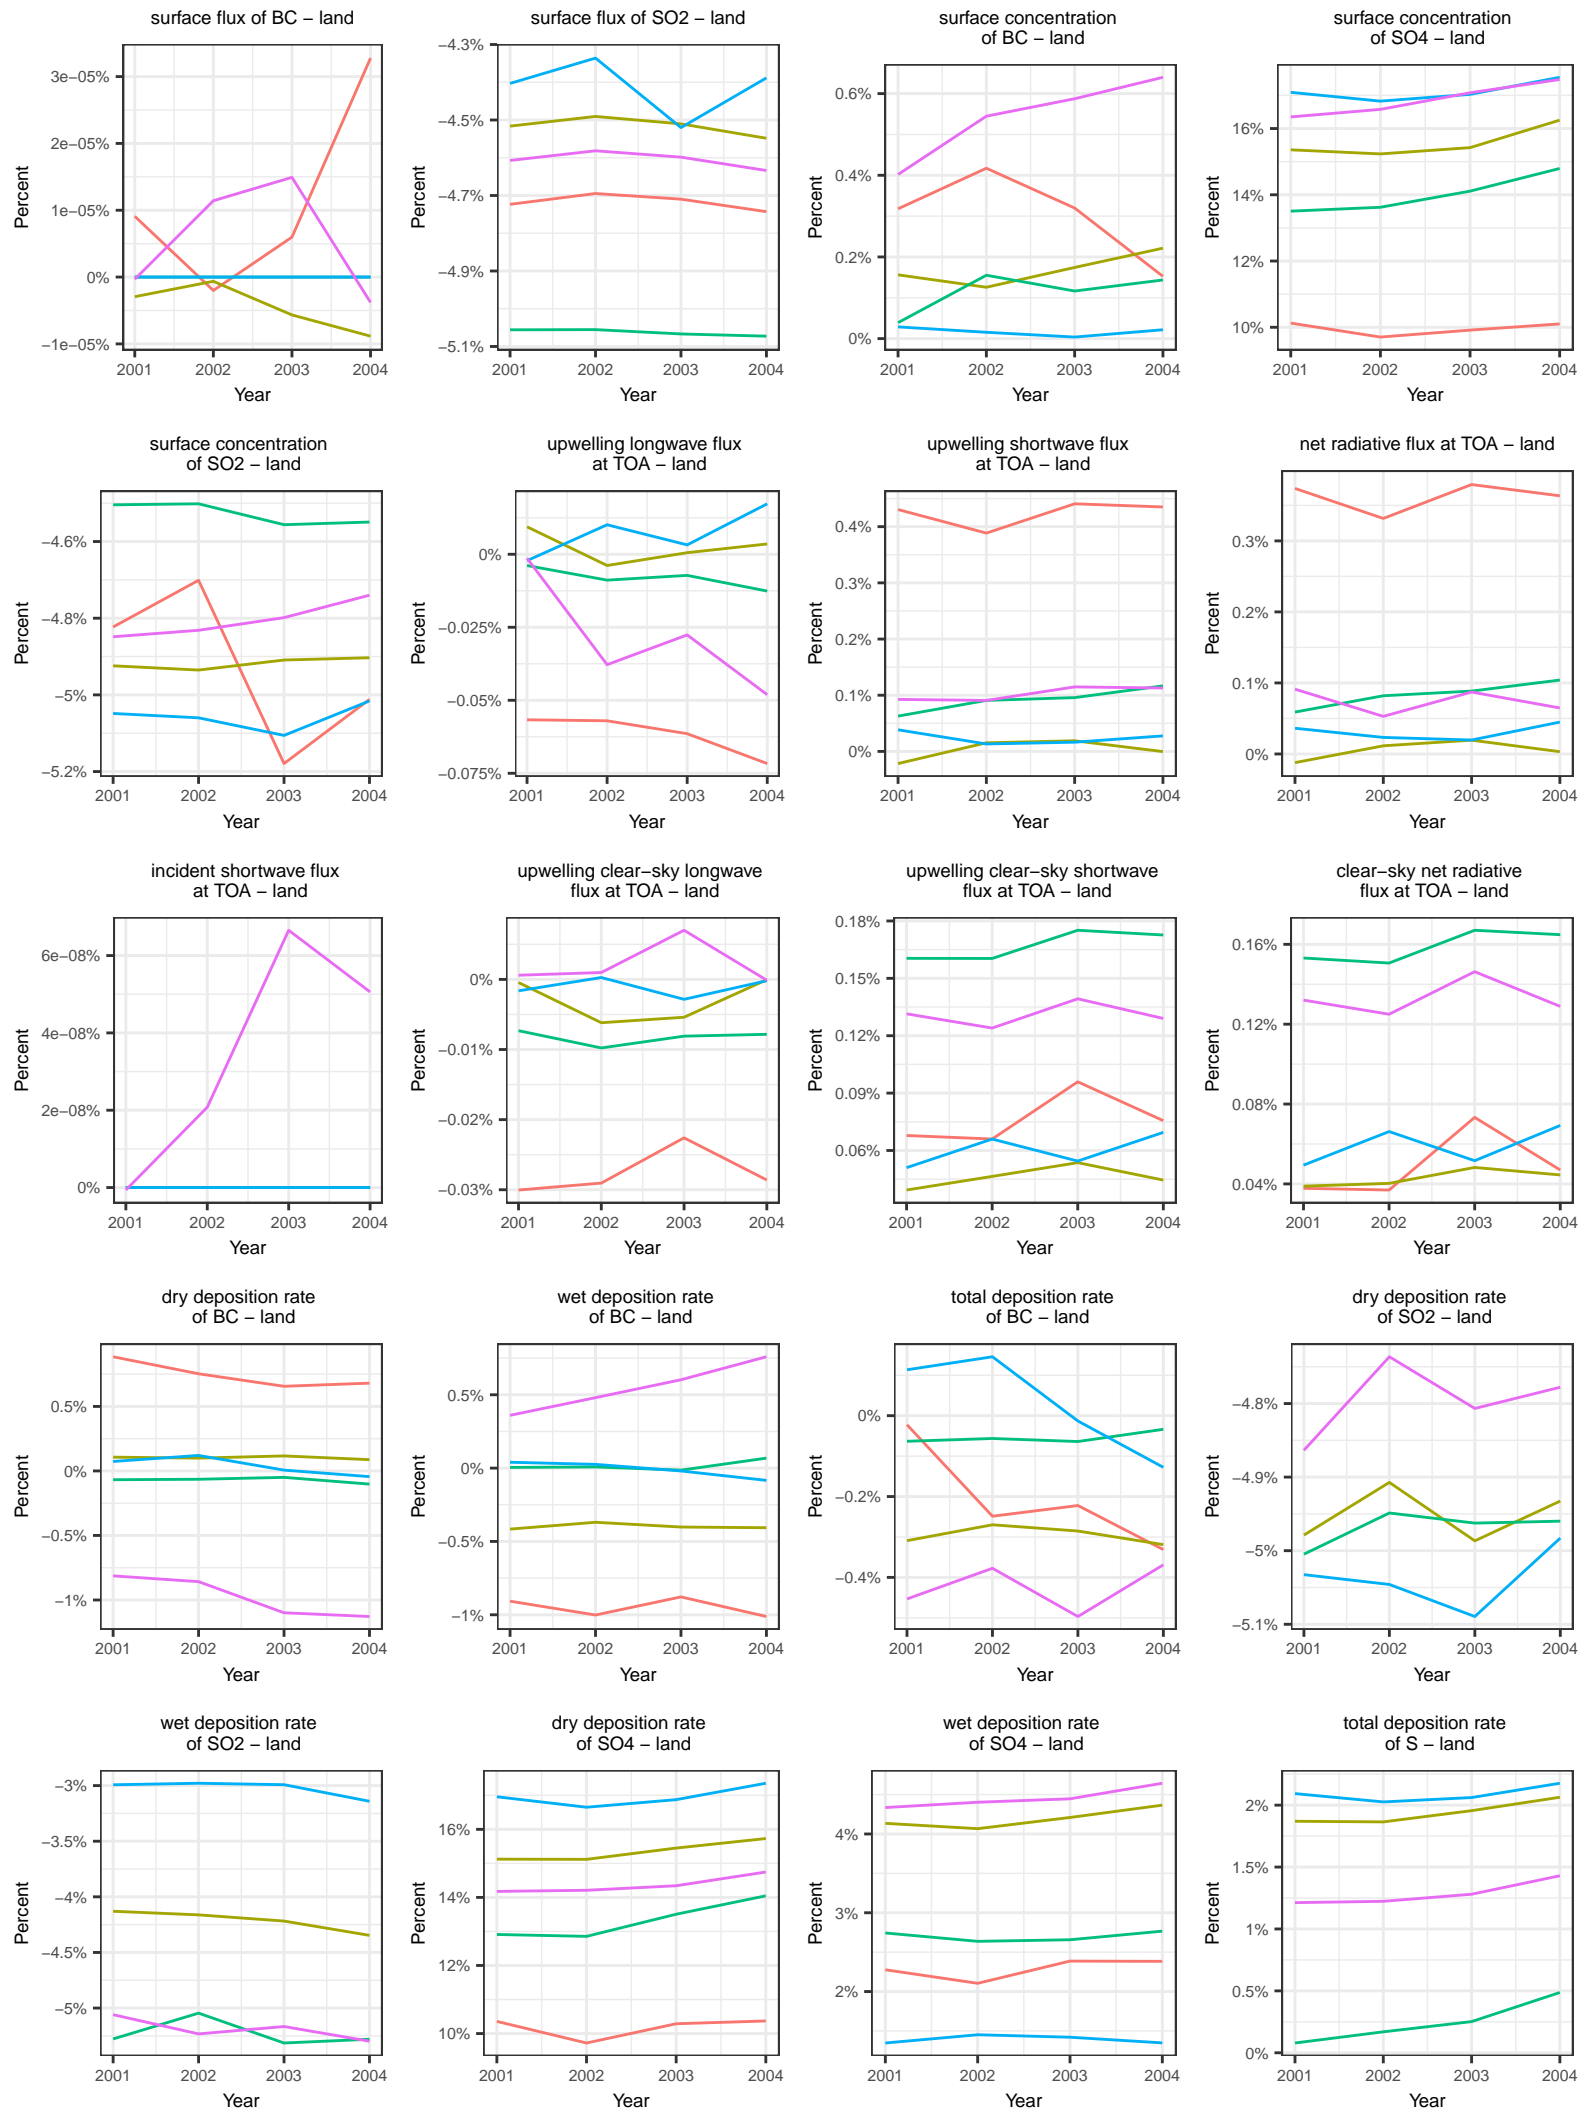 surface flux of BC − land
3e−05%
2e−05%
1e−05%
0%
−1e−05%
2001 2002 2003 2004
Year
Percent
surface flux of SO2 − land
−4.3%
−4.5%
−4.7%
−4.9%
−5.1%
2001 2002 2003 2004
Year
Percent
surface concentration
of BC − land
0.6%
0.4%
0.2%
0%
2001 2002 2003 2004
Year
Percent
surface concentration
of SO4 − land
16%
14%
12%
10%
2001 2002 2003 2004
Year
Percent
surface concentration
of SO2 − land
−4.6%
−4.8%
−5%
−5.2%
2001 2002 2003 2004
Year
Percent
upwelling longwave flux
at TOA − land
0%
−0.025%
−0.05%
−0.075%
2001 2002 2003 2004
Year
Percent
upwelling shortwave flux
at TOA − land
0.4%
0.3%
0.2%
0.1%
0%
2001 2002 2003 2004
Year
Percent
net radiative flux at TOA − land
0.3%
0.2%
0.1%
0%
2001 2002 2003 2004
Year
Percent
incident shortwave flux
at TOA − land
6e−08%
4e−08%
2e−08%
0%
2001 2002 2003 2004
Year
Percent
upwelling clear−sky longwave
flux at TOA − land
0%
−0.01%
−0.02%
−0.03%
2001 2002 2003 2004
Year
Percent
upwelling clear−sky shortwave
flux at TOA − land
0.18%
0.15%
0.12%
0.09%
0.06%
2001 2002 2003 2004
Year
Percent
clear−sky net radiative
flux at TOA − land
0.16%
0.12%
0.08%
0.04%
2001 2002 2003 2004
Year
Percent
dry deposition rate
of BC − land
0.5%
0%
−0.5%
−1%
2001 2002 2003 2004
Year
Percent
wet deposition rate
of BC − land
0.5%
0%
−0.5%
−1%
2001 2002 2003 2004
Year
Percent
total deposition rate
of BC − land
0%
−0.2%
−0.4%
2001 2002 2003 2004
Year
Percent
dry deposition rate
of SO2 − land
−4.8%
−4.9%
−5%
−5.1%
2001 2002 2003 2004
Year
Percent
wet deposition rate
of SO2 − land
−3%
−3.5%
−4%
−4.5%
−5%
2001 2002 2003 2004
Year
Percent
dry deposition rate
of SO4 − land
16%
14%
12%
10%
2001 2002 2003 2004
Year
Percent
wet deposition rate
of SO4 − land
4%
3%
2%
2001 2002 2003 2004
Year
Percent
total deposition rate
of S − land
2%
1.5%
1%
0.5%
0%
2001 2002 2003 2004
Year
Percent